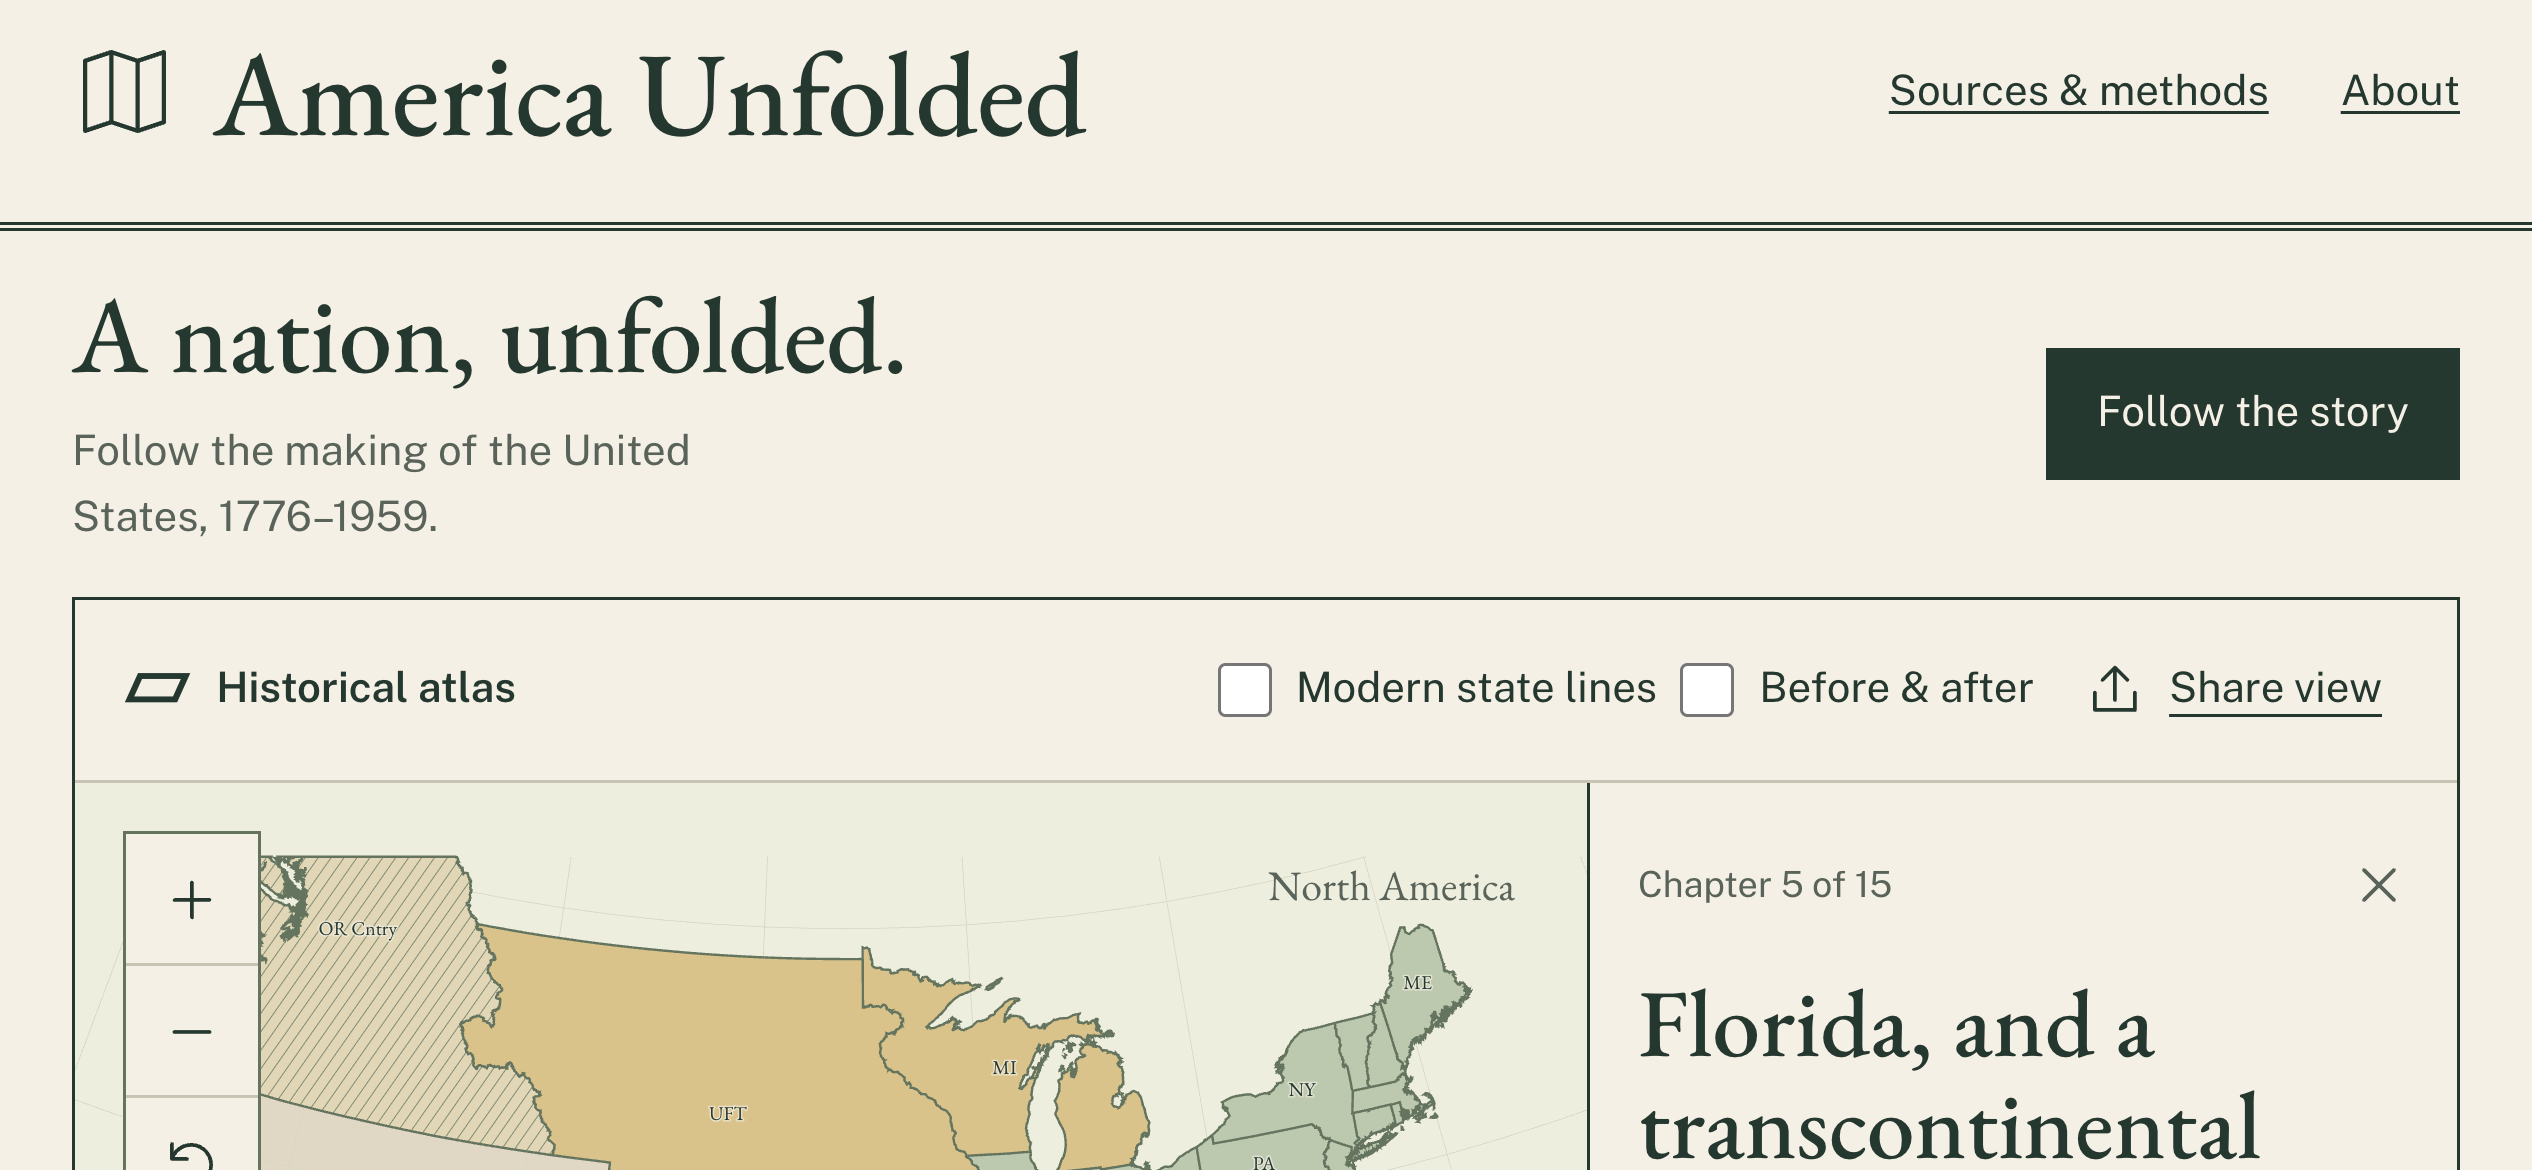 America Unfolded
Sources & methods
About
A nation, unfolded.
Follow the making of the United
States, 1776–1959.
Follow the story
Historical atlas
Modern state lines
Before & after
Share view
North America
OR Cntry
ME
MI
NY
UFT
PA
Chapter 5 of 15
Florida, and a
transcontinental